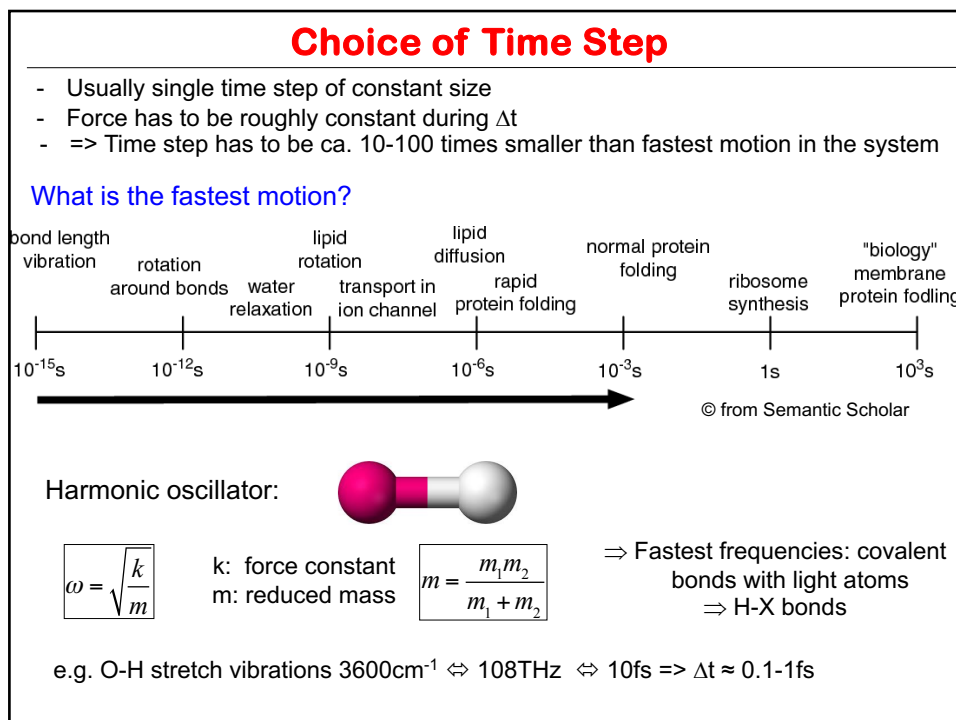 Choice of Time Step
- Usually single time step of constant size
- Force has to be roughly constant during Δt
- => Time step has to be ca. 10-100 times smaller than fastest motion in the system
What is the fastest motion?
bond length
vibration
rotation
around bonds
water
relaxation
lipid
rotation
transport in
ion channel
lipid
diffusion
rapid
protein folding
normal protein
folding
ribosome
synthesis
"biology"
membrane
protein fodling
10⁻¹⁵s 10⁻¹²s 10⁻⁹s 10⁻⁶s 10⁻³s 1s 10³s
© from Semantic Scholar
Harmonic oscillator:
ω = √(k/m)
k: force constant
m: reduced mass
m = m₁m₂/(m₁ + m₂)
⇒ Fastest frequencies: covalent
bonds with light atoms
⇒ H-X bonds
e.g. O-H stretch vibrations 3600cm⁻¹ ⇔ 108THz ⇔ 10fs => Δt ≈ 0.1-1fs